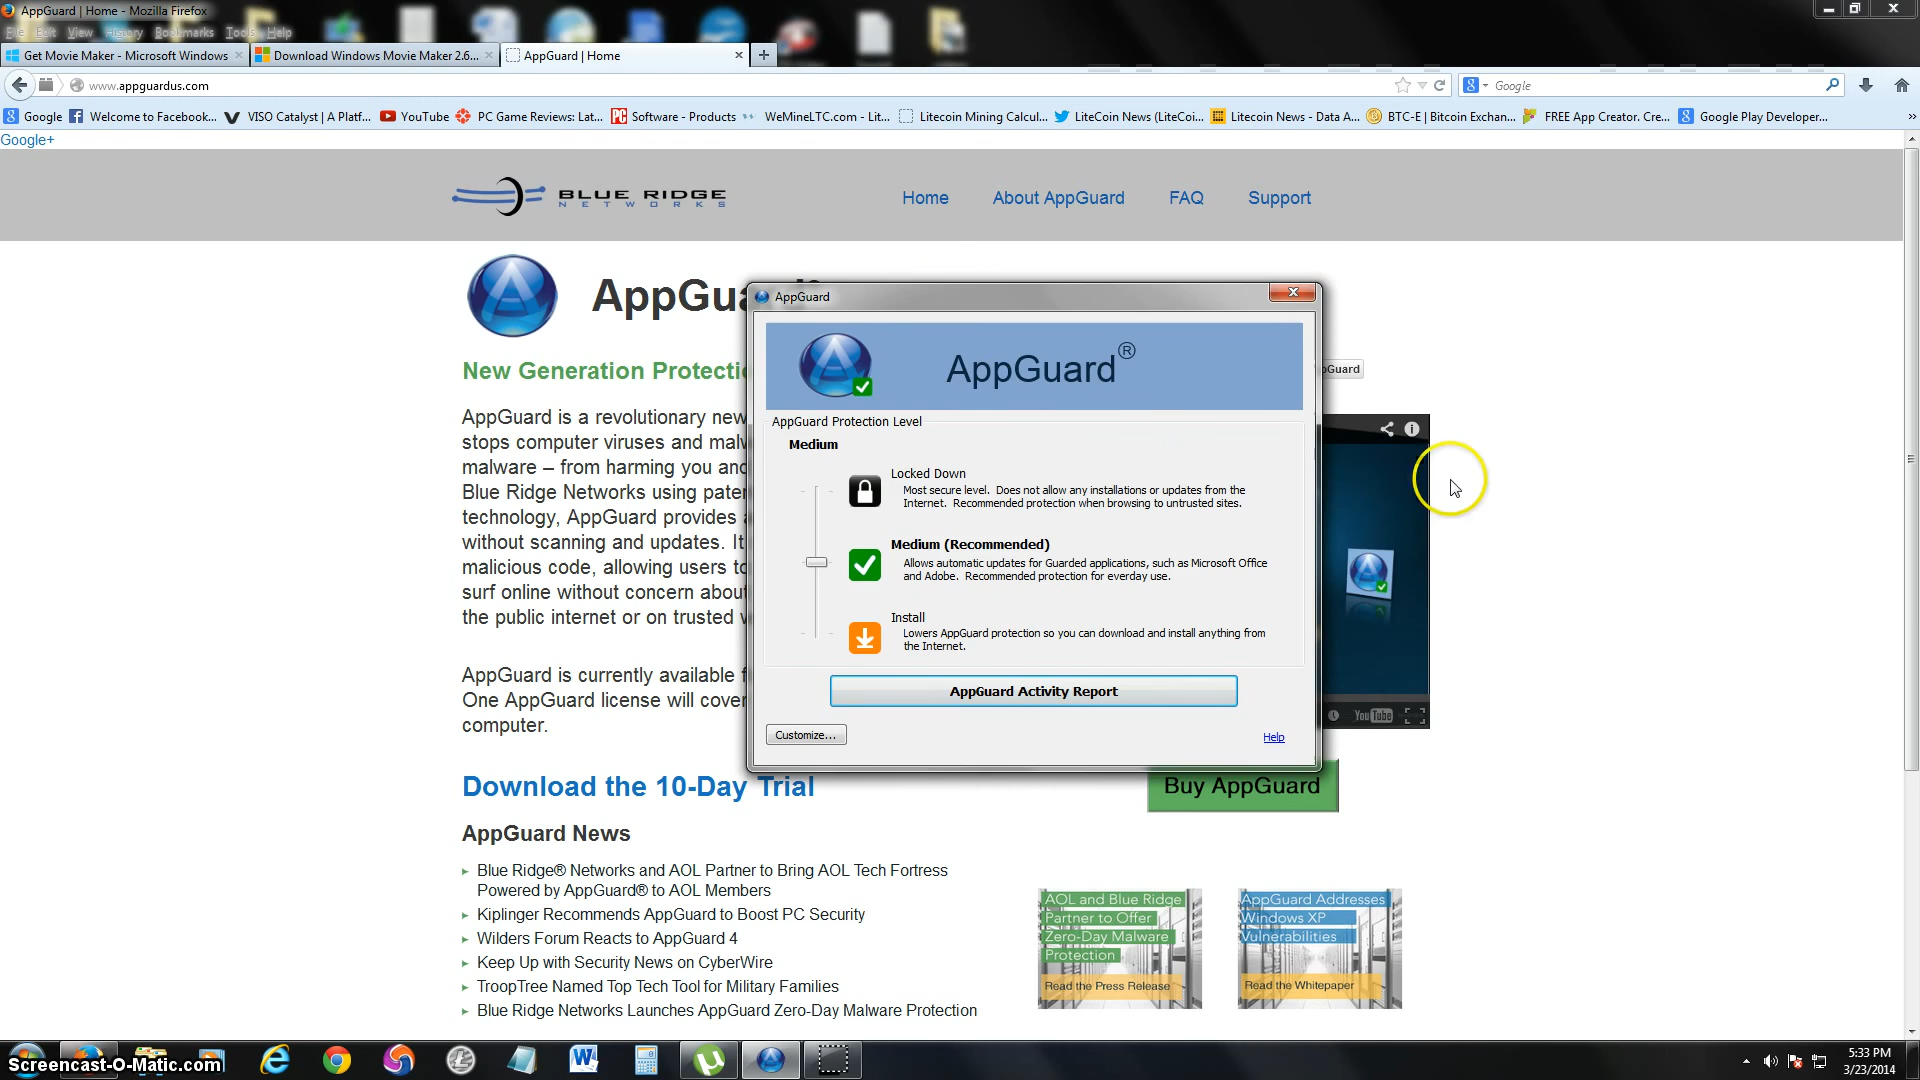 AppGuard | Home - Mozilla Firefox
File Edit View History Bookmarks Tools Help
Get Movie Maker - Microsoft Windows
Download Windows Movie Maker 2.6...
AppGuard | Home
www.appguardus.com
Google
Google
Welcome to Facebook...
VISO Catalyst | A Platf...
YouTube
PC Game Reviews: Lat...
Software - Products
WeMineLTC.com - Lit...
Litecoin Mining Calcul...
LiteCoin News (LiteCoi...
Litecoin News - Data A...
BTC-E | Bitcoin Exchan...
FREE App Creator. Cre...
Google Play Developer...
Google+
BLUE RIDGE
NETWORKS
Home
About AppGuard
FAQ
Support
AppGua
New Generation Protectio
AppGuard is a revolutionary new
stops computer viruses and malw
malware – from harming you and
Blue Ridge Networks using paten
technology, AppGuard provides a
without scanning and updates. It
malicious code, allowing users to
surf online without concern about
the public internet or on trusted w
AppGuard is currently available f
One AppGuard license will cover
computer.
AppGuard
AppGuard®
AppGuard Protection Level
Medium
Locked Down
Most secure level. Does not allow any installations or updates from the
Internet. Recommended protection when browsing to untrusted sites.
Medium (Recommended)
Allows automatic updates for Guarded applications, such as Microsoft Office
and Adobe. Recommended protection for everday use.
Install
Lowers AppGuard protection so you can download and install anything from
the Internet.
AppGuard Activity Report
Customize...
Help
pGuard
YouTube
Download the 10-Day Trial
Buy AppGuard
AppGuard News
Blue Ridge® Networks and AOL Partner to Bring AOL Tech Fortress
Powered by AppGuard® to AOL Members
Kiplinger Recommends AppGuard to Boost PC Security
Wilders Forum Reacts to AppGuard 4
Keep Up with Security News on CyberWire
TroopTree Named Top Tech Tool for Military Families
Blue Ridge Networks Launches AppGuard Zero-Day Malware Protection
AOL and Blue Ridge
Partner to Offer
Zero-Day Malware
Protection
Read the Press Release
AppGuard Addresses
Windows XP
Vulnerabilities
Read the Whitepaper
Screencast-O-Matic.com
5:33 PM
3/23/2014